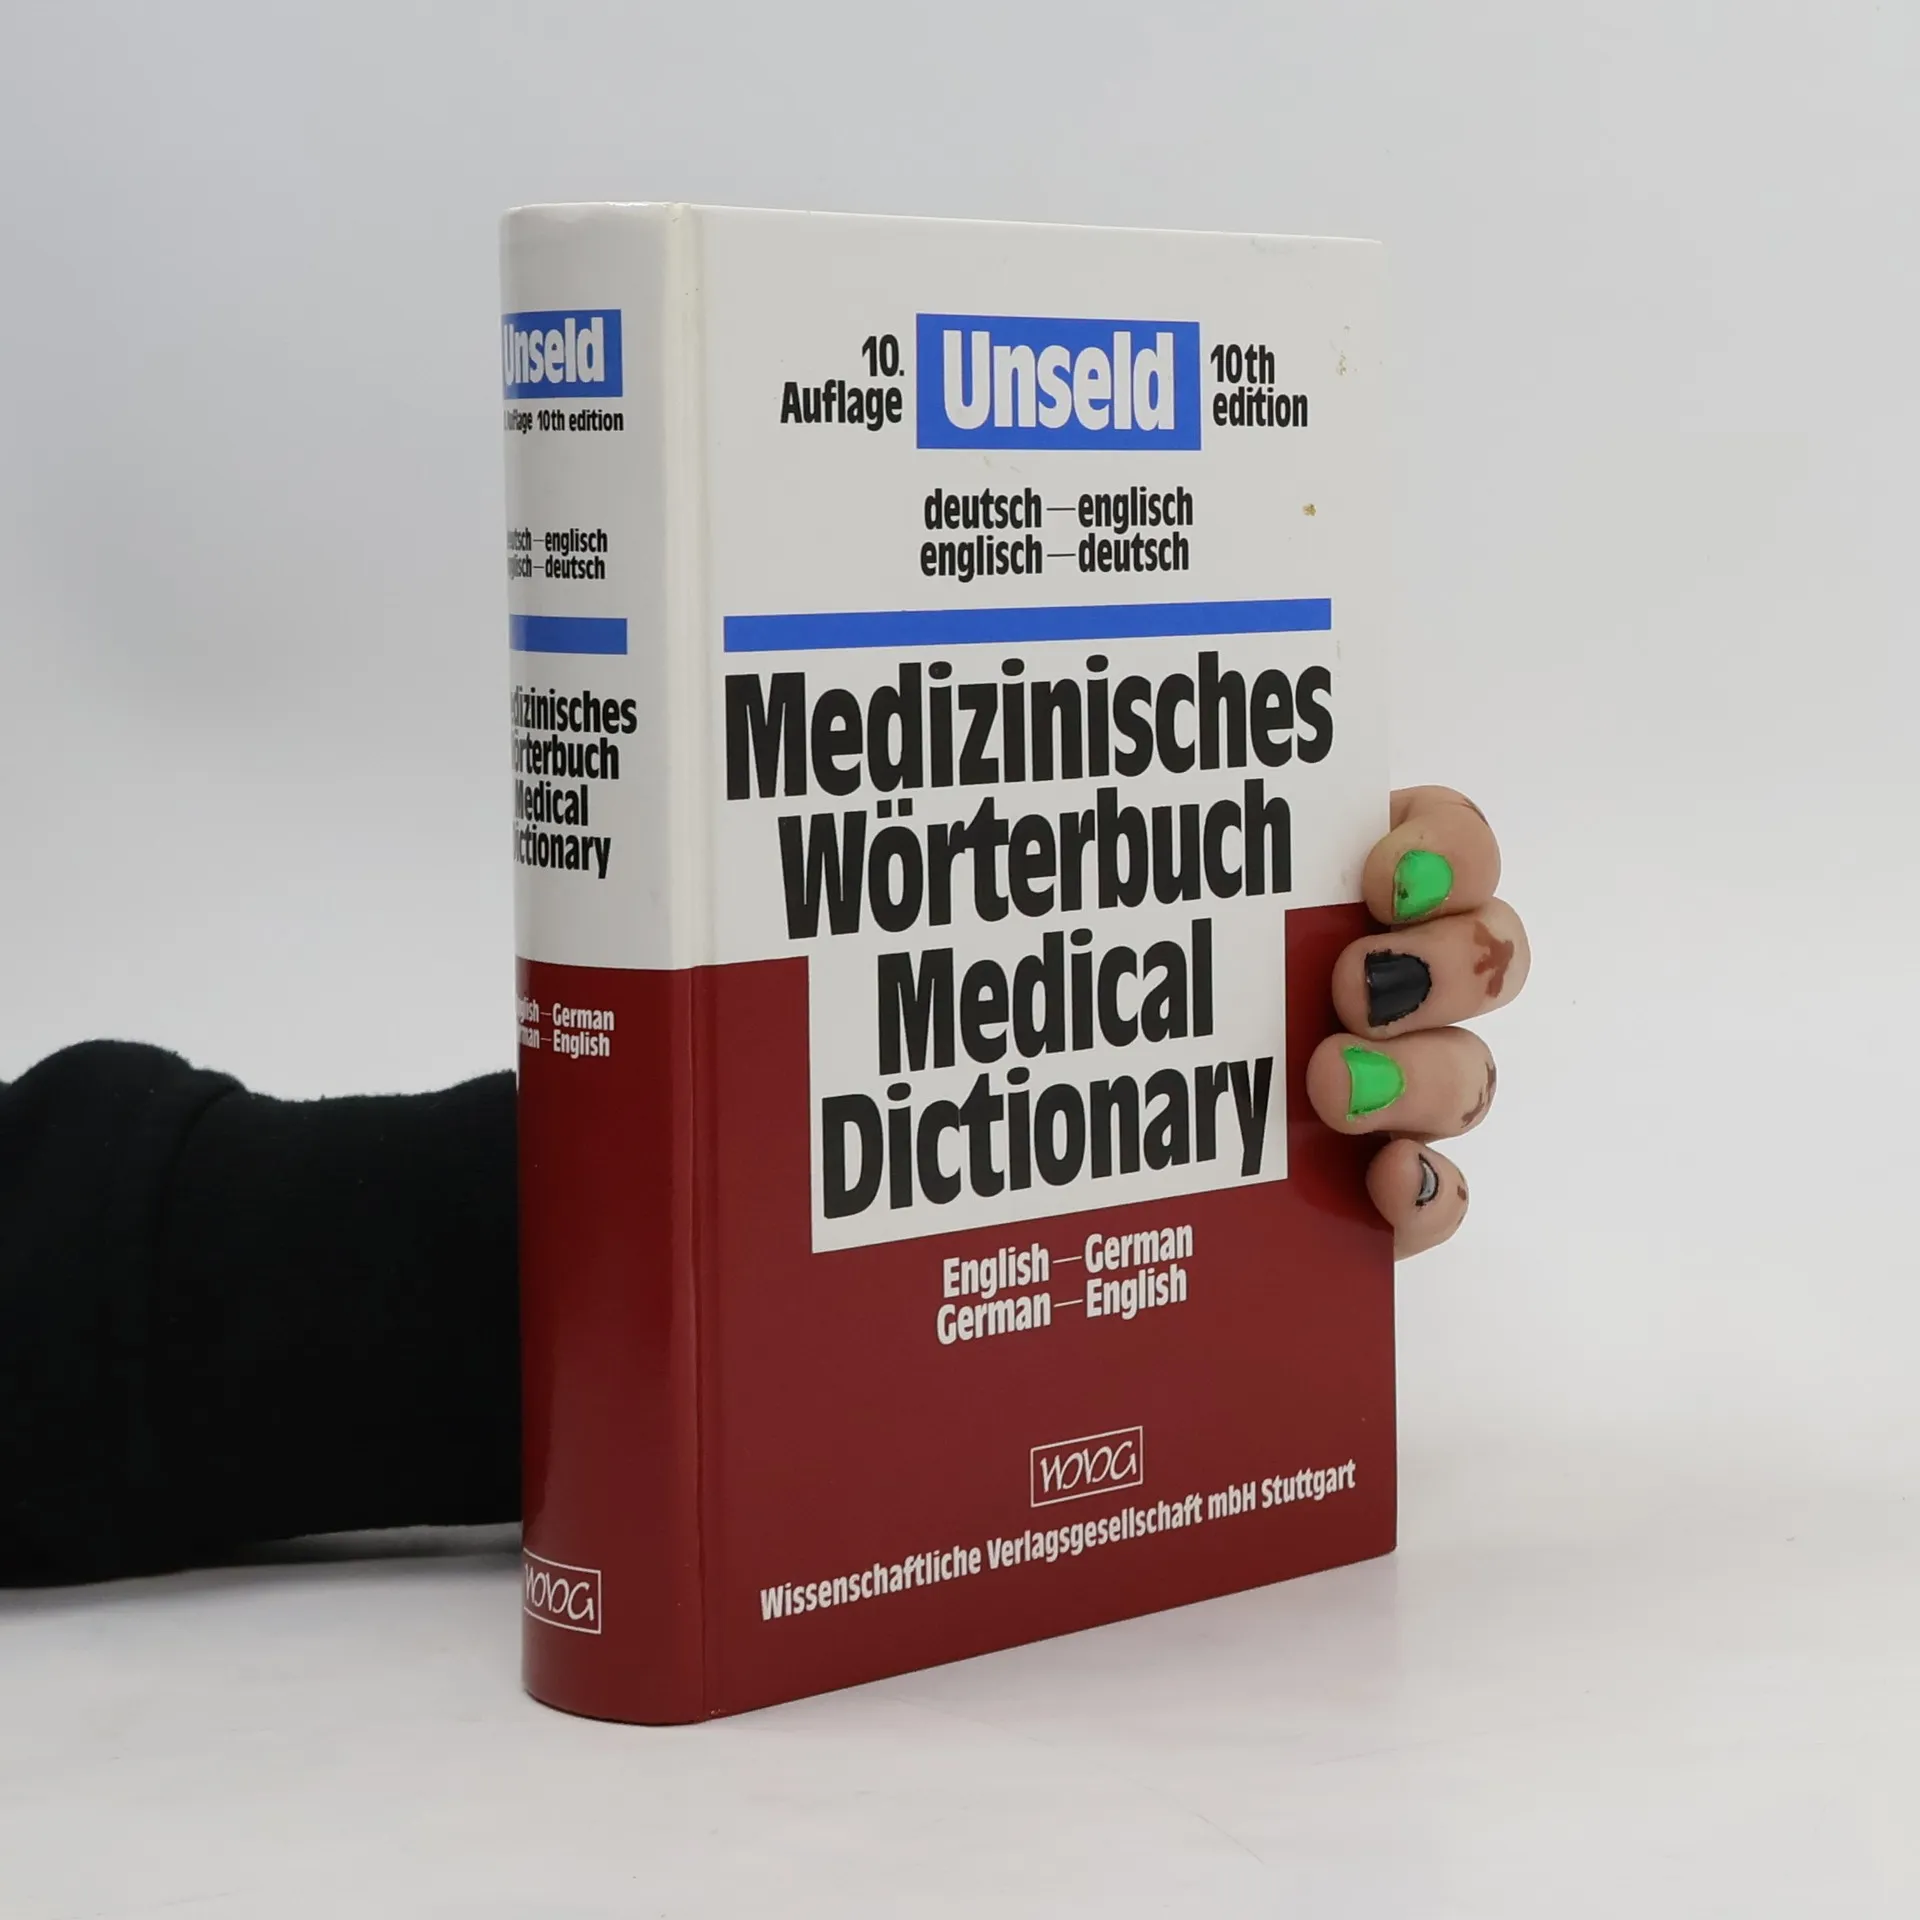 Unseld
10th edition
englisch
deutsch
Medical
English—German
English
WVG
10.
Auflage
Unseld
10th
edition
deutsch—englisch
englisch—deutsch
Medizinisches
Wörterbuch
Medical
Dictionary
English—German
German—English
WVG
Wissenschaftliche Verlagsgesellschaft mbH Stuttgart